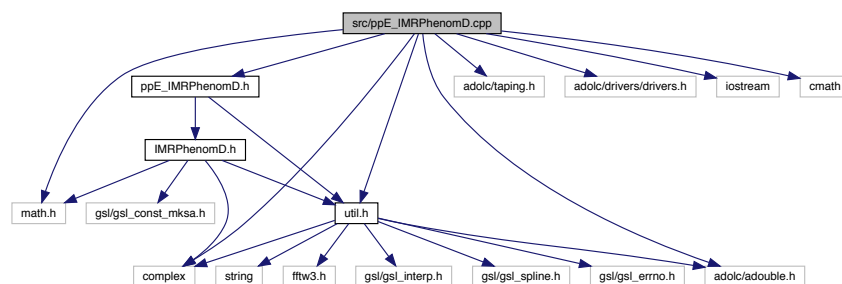 src/ppE_IMRPhenomD.cpp
ppE_IMRPhenomD.h
adolc/taping.h
adolc/drivers/drivers.h
iostream
cmath
IMRPhenomD.h
math.h
gsl/gsl_const_mksa.h
util.h
complex
string
fftw3.h
gsl/gsl_interp.h
gsl/gsl_spline.h
gsl/gsl_errno.h
adolc/adouble.h